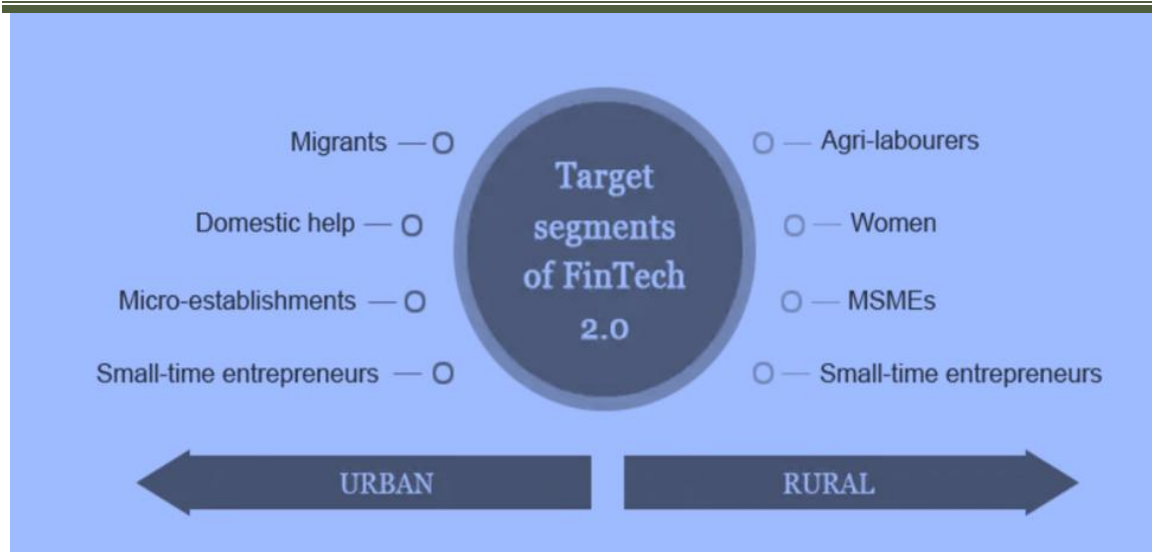 Migrants
Domestic help
Micro-establishments
Small-time entrepreneurs
Target
segments
of FinTech
2.0
Agri-labourers
Women
MSMEs
Small-time entrepreneurs
URBAN
RURAL